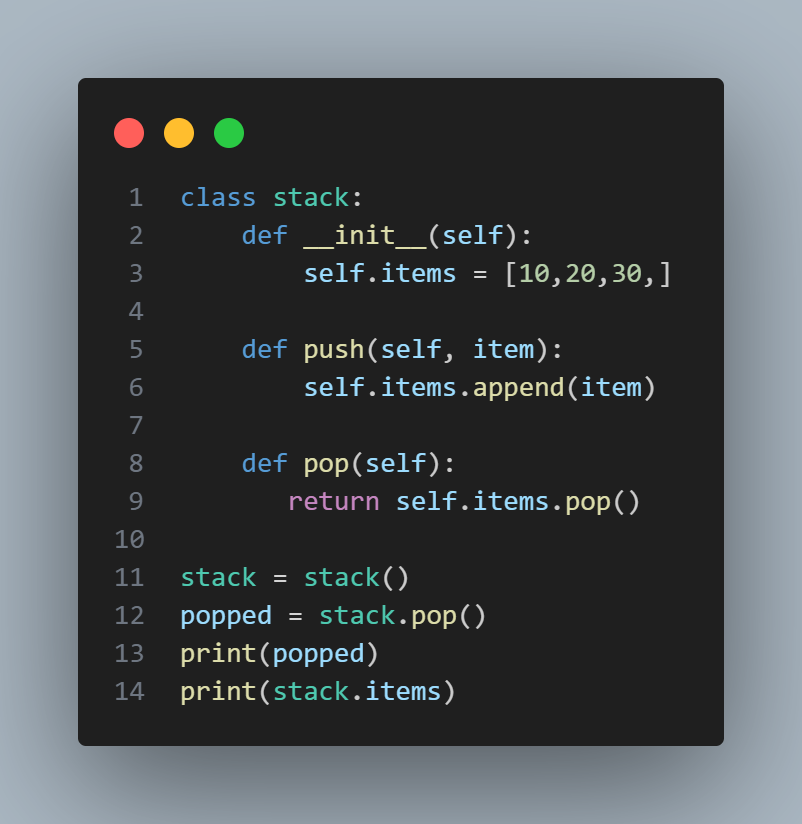 1 class stack:
2     def __init__(self):
3         self.items = [10,20,30,]
4
5     def push(self, item):
6         self.items.append(item)
7
8     def pop(self):
9        return self.items.pop()
10
11 stack = stack()
12 popped = stack.pop()
13 print(popped)
14 print(stack.items)